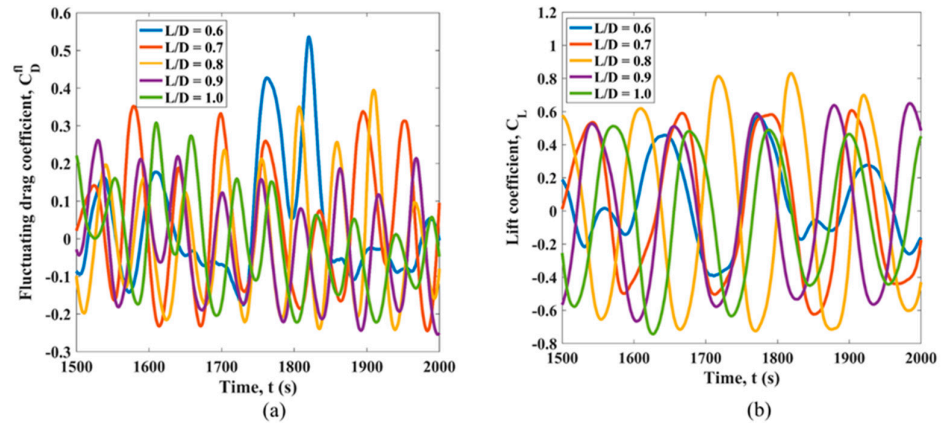 L/D = 0.6
L/D = 0.7
L/D = 0.8
L/D = 0.9
L/D = 1.0
Fluctuating drag coefficient, C_D^fl
0.6
0.5
0.4
0.3
0.2
0.1
0
-0.1
-0.2
-0.3
1500 1600 1700 1800 1900 2000
Time, t (s)
(a)
L/D = 0.6
L/D = 0.7
L/D = 0.8
L/D = 0.9
L/D = 1.0
Lift coefficient, C_L
1.2
1
0.8
0.6
0.4
0.2
0
-0.2
-0.4
-0.6
-0.8
1500 1600 1700 1800 1900 2000
Time, t (s)
(b)